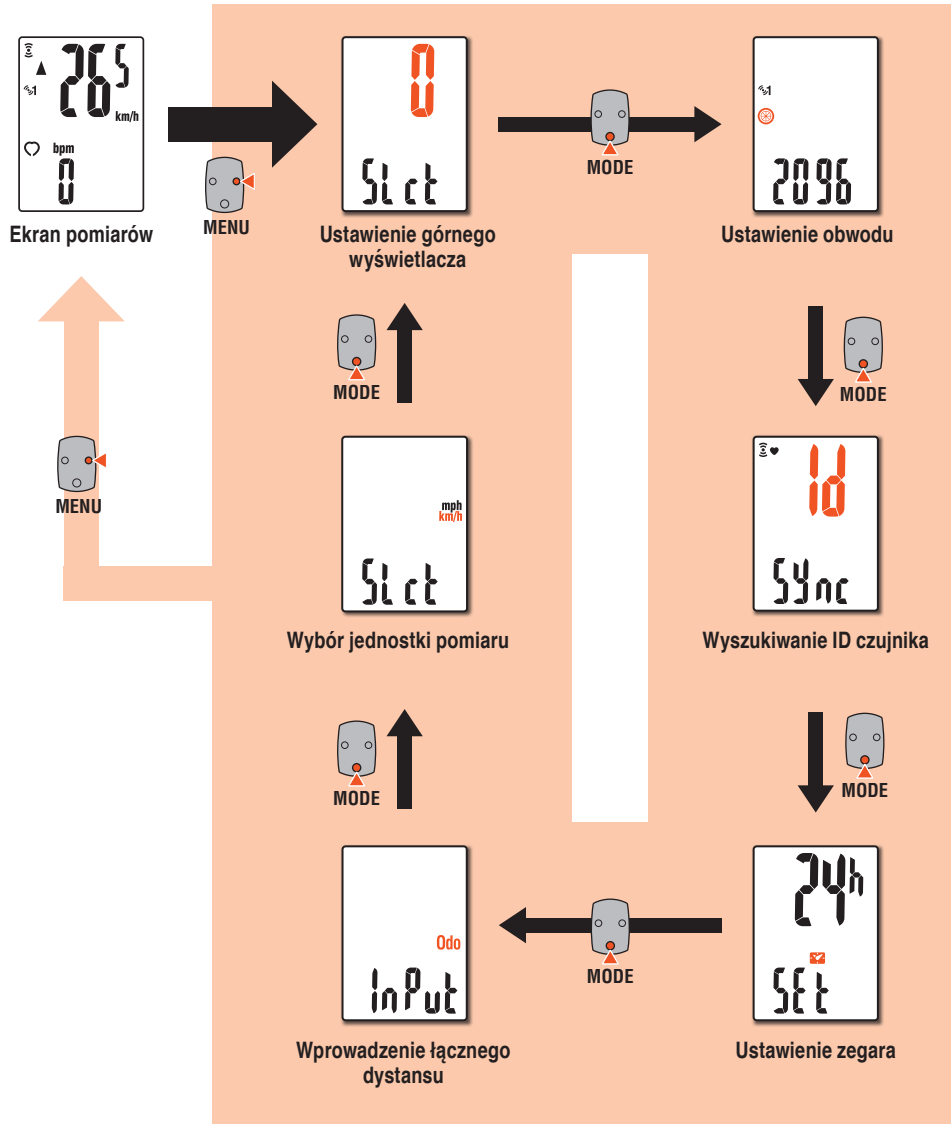 26 5
km/h
bpm
0
Ekran pomiarów
MENU
0
Slct
Ustawienie górnego
wyświetlacza
MODE
1
2096
Ustawienie obwodu
MODE
MODE
MENU
mph
km/h
Slct
Wybór jednostki pomiaru
Id
SYnc
Wyszukiwanie ID czujnika
MODE
MODE
Odo
InPut
Wprowadzenie łącznego
dystansu
MODE
24h
SEt
Ustawienie zegara
1